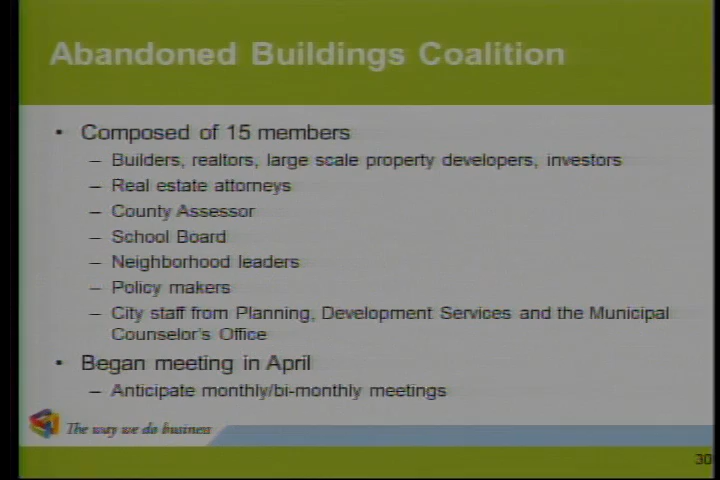 Abandoned Buildings Coalition
• Composed of 15 members
– Builders, realtors, large scale property developers, investors
– Real estate attorneys
– County Assessor
– School Board
– Neighborhood leaders
– Policy makers
– City staff from Planning, Development Services and the Municipal
Counselor's Office
• Began meeting in April
– Anticipate monthly/bi-monthly meetings
The way we do business
30